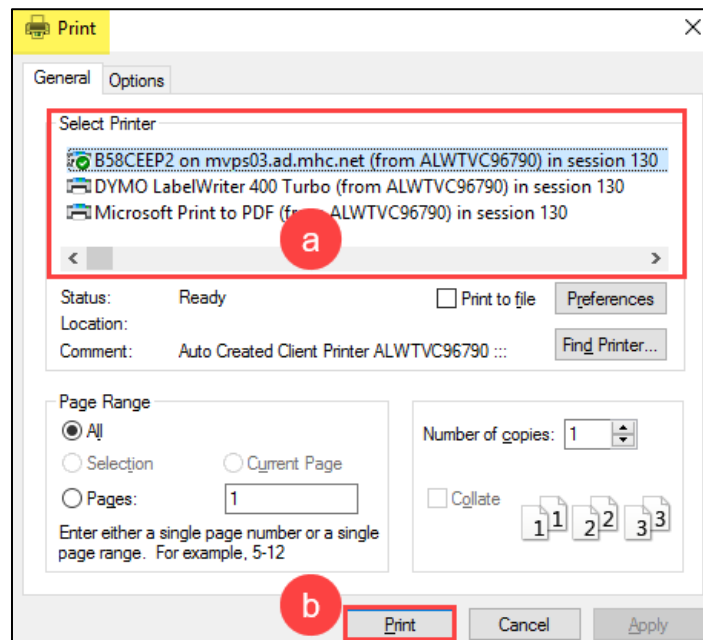 Print
General Options
Select Printer
B58CEEP2 on mvps03.ad.mhc.net (from ALWTVC96790) in session 130
DYMO LabelWriter 400 Turbo (from ALWTVC96790) in session 130
Microsoft Print to PDF (from ALWTVC96790) in session 130
a
Status: Ready
Print to file
Preferences
Location:
Comment: Auto Created Client Printer ALWTVC96790 :::
Find Printer...
Page Range
All
Selection Current Page
Pages: 1
Enter either a single page number or a single
page range. For example, 5-12
Number of copies: 1
Collate
1 1 2 2 3 3
b
Print Cancel Apply